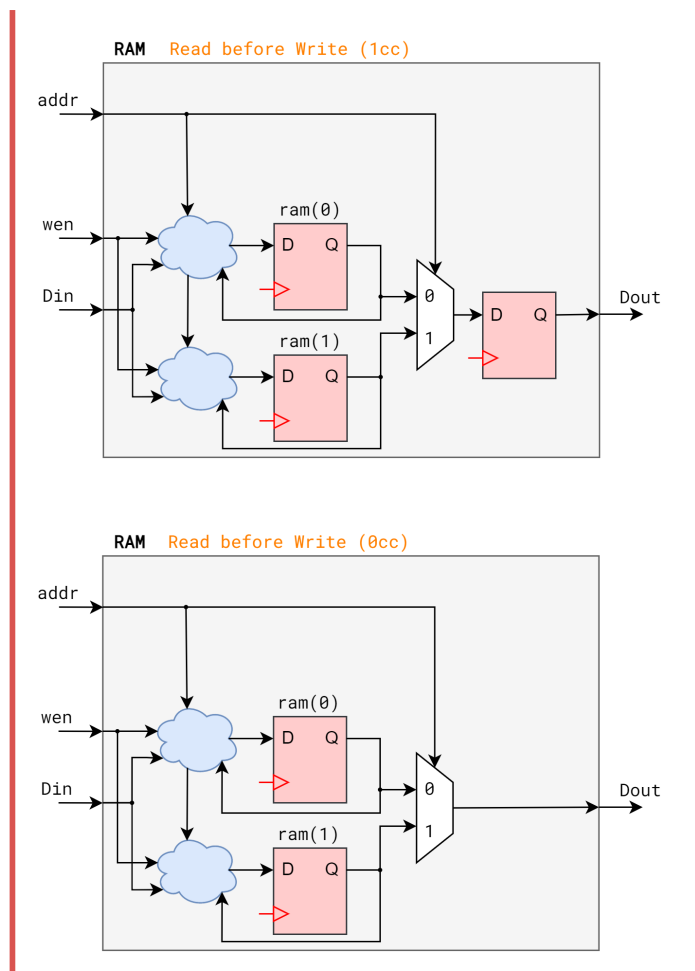 RAM Read before Write (1cc)
addr
ram(0)
wen
D Q
Din
0
Dout
D Q
ram(1)
1
D Q
RAM Read before Write (0cc)
addr
ram(0)
wen
D Q
Din
0
Dout
ram(1)
1
D Q